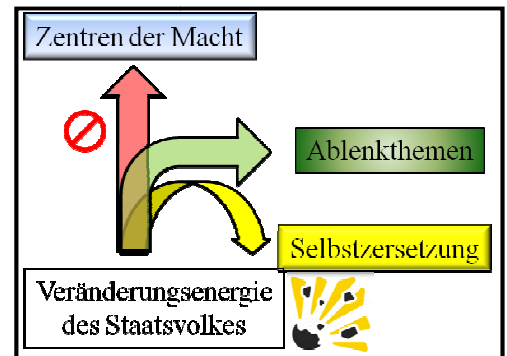 Zentren der Macht
Ablenkthemen
Selbstzersetzung
Veränderungsenergie
des Staatsvolkes